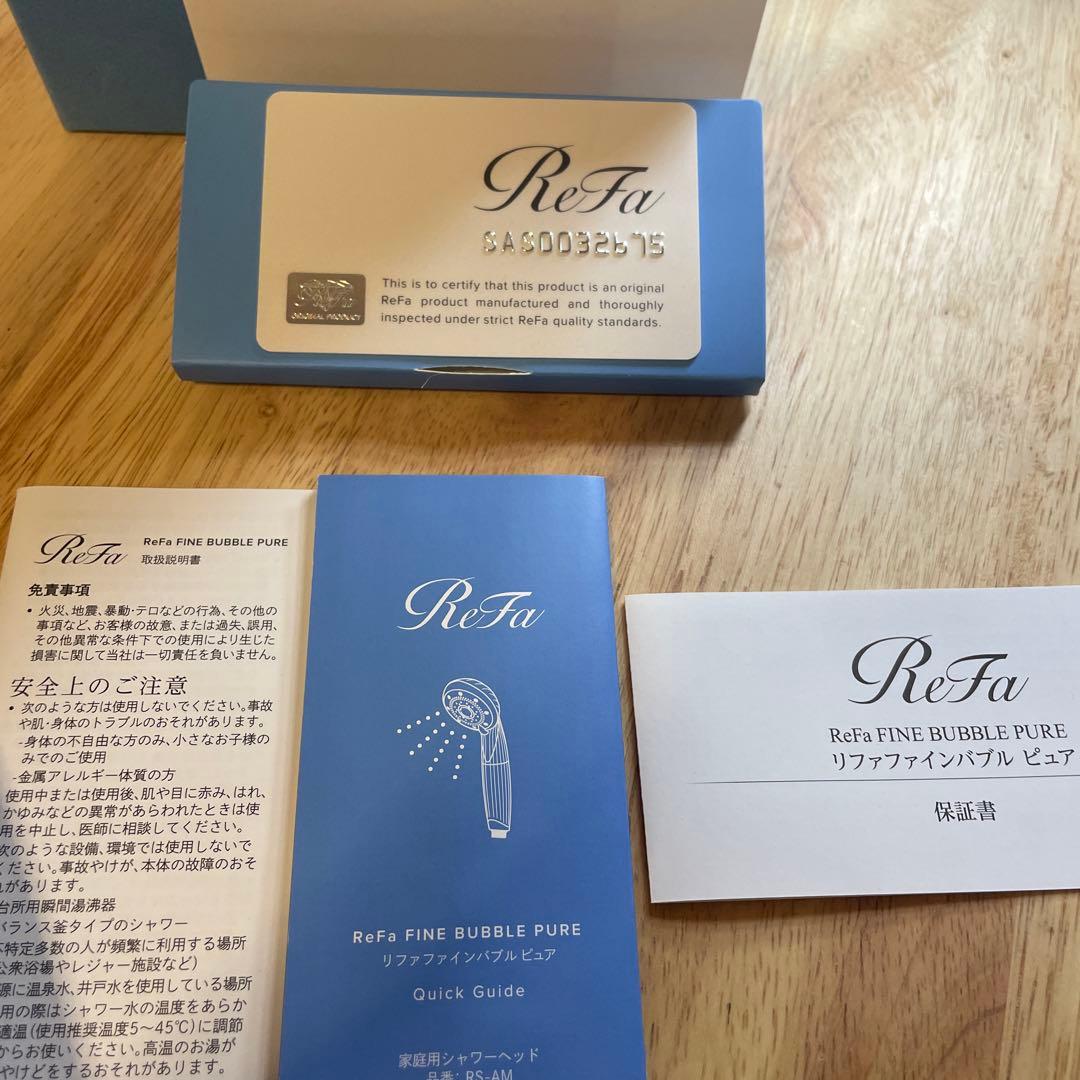 ReFa
SAS0032675
This is to certify that this product is an original
ReFa product manufactured and thoroughly
inspected under strict ReFa quality standards.
ORIGINAL PRODUCT
ReFa
ReFa FINE BUBBLE PURE
取扱説明書
免責事項
• 火災、地震、暴動・テロなどの行為、その他の
事項など、お客様の故意、または過失、誤用、
その他異常な条件下での使用により生じた
損害に関して当社は一切責任を負いません。
安全上のご注意
• 次のような方は使用しないでください。事故
や肌・身体のトラブルのおそれがあります。
-身体の不自由な方のみ、小さなお子様の
みでのご使用
-金属アレルギー体質の方
使用中または使用後、肌や目に赤み、はれ、
かゆみなどの異常があらわれたときは使
用を中止し、医師に相談してください。
次のような設備、環境では使用しないで
ください。事故やけが、本体の故障のおそ
れがあります。
台所用瞬間湯沸器
バランス釜タイプのシャワー
不特定多数の人が頻繁に利用する場所
公衆浴場やレジャー施設など)
源に温泉水、井戸水を使用している場所
用の際はシャワー水の温度をあらか
適温(使用推奨温度5～45℃)に調節
からお使いください。高温のお湯が
やけどをするおそれがあります。
ReFa
ReFa FINE BUBBLE PURE
リファファインバブル ピュア
Quick Guide
家庭用シャワーヘッド
品番: RS-AM
ReFa
ReFa FINE BUBBLE PURE
リファファインバブル ピュア
保証書